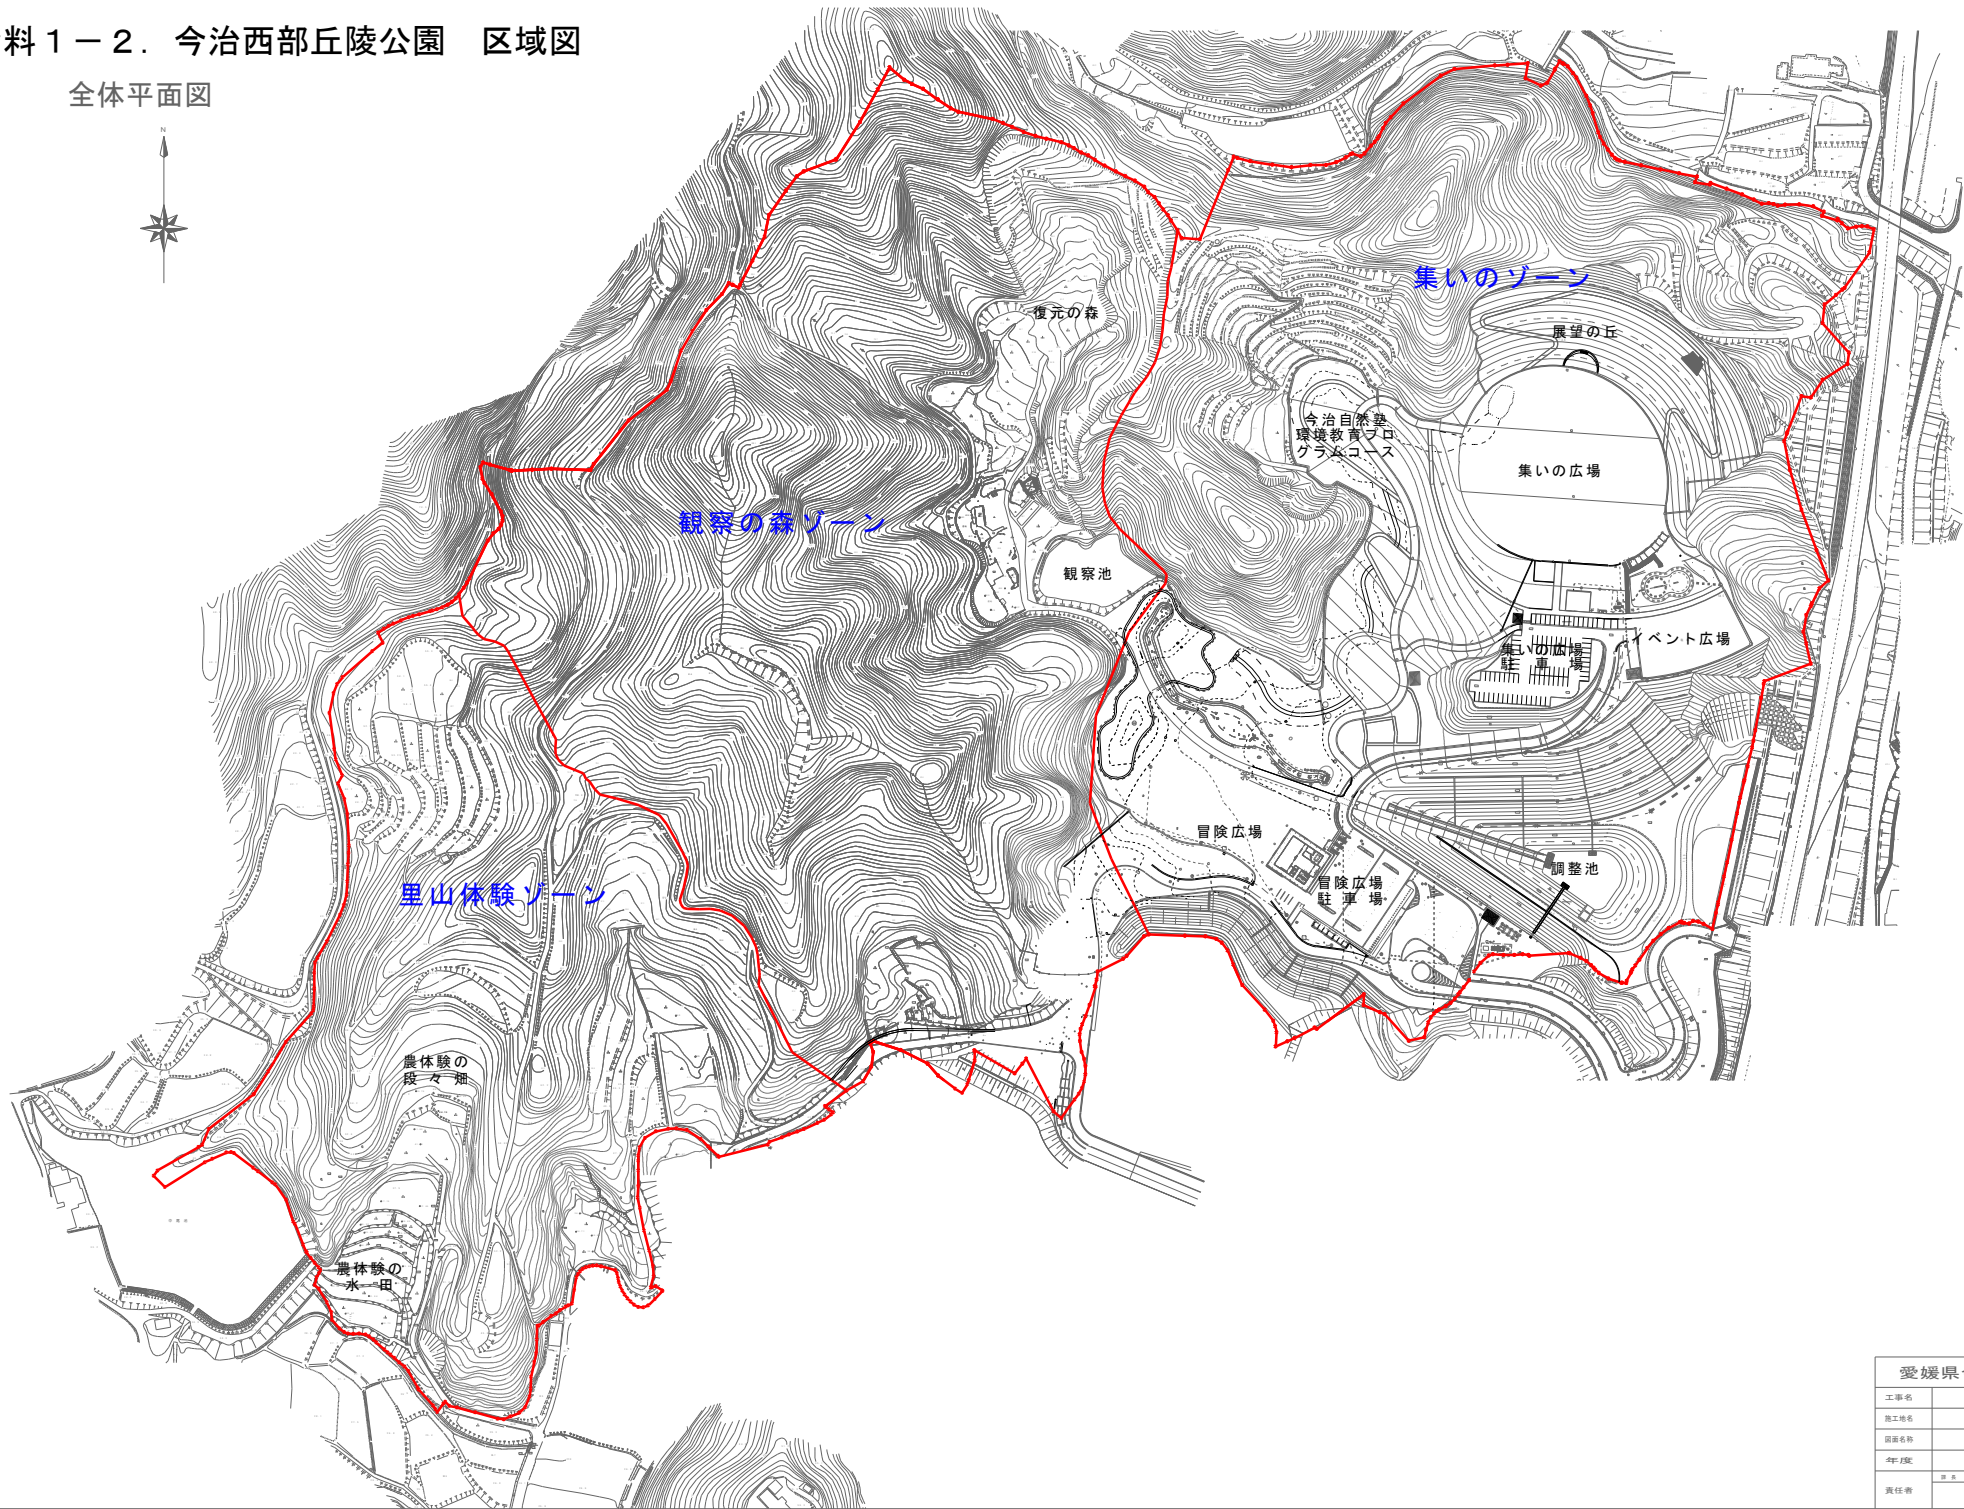 料１－２．今治西部丘陵公園　区域図
全体平面図
N
集いのゾーン
復元の森
展望の丘
今治自然塾
環境教育プロ
グラムコース
集いの広場
観察の森ゾーン
観察池
イベント広場
集いの広場
駐車場
冒険広場
調整池
冒険広場
駐車場
里山体験ゾーン
農体験の
段々畑
農体験の
水田
愛媛県
工事名
施工地名
図面名称
年度
課長
責任者